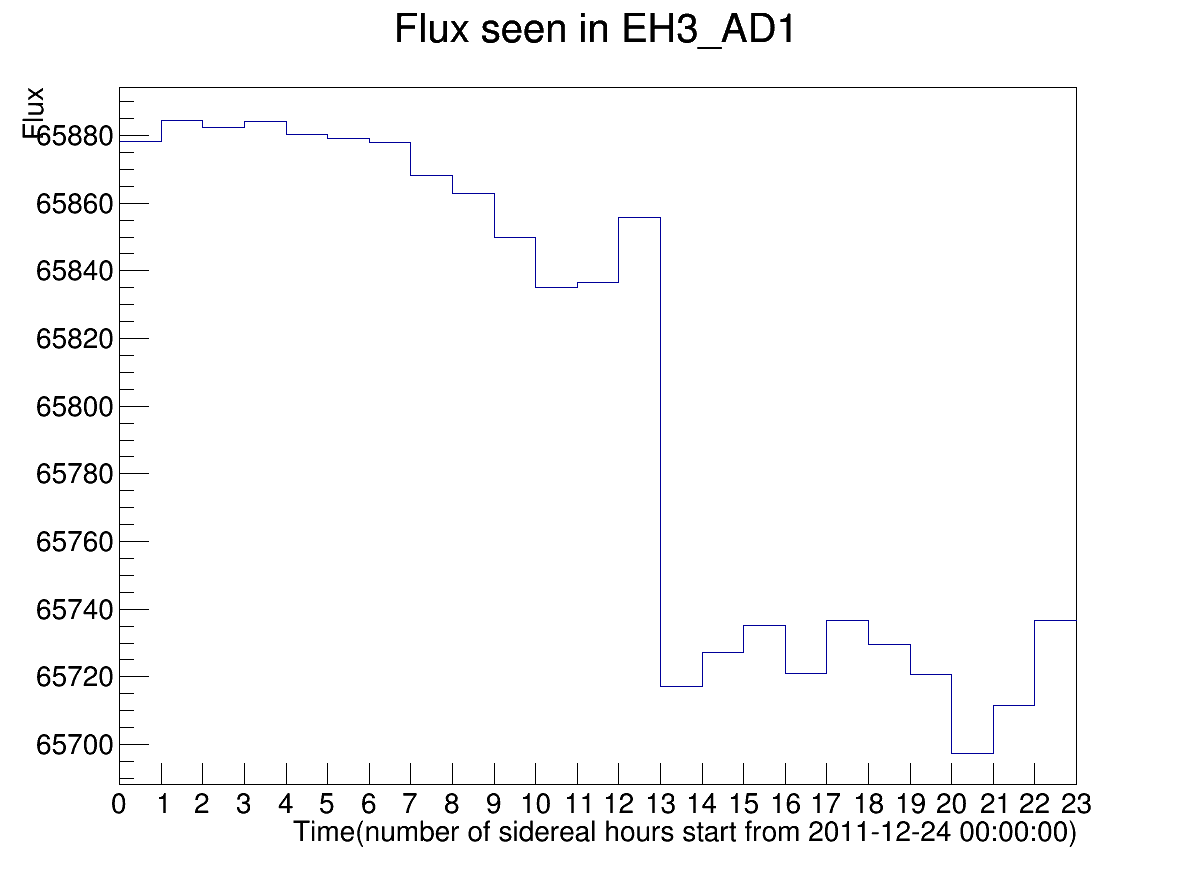 Flux seen in EH3_AD1
Flux
65880
65860
65840
65820
65800
65780
65760
65740
65720
65700
0 1 2 3 4 5 6 7 8 9 10 11 12 13 14 15 16 17 18 19 20 21 22 23
Time(number of sidereal hours start from 2011-12-24 00:00:00)